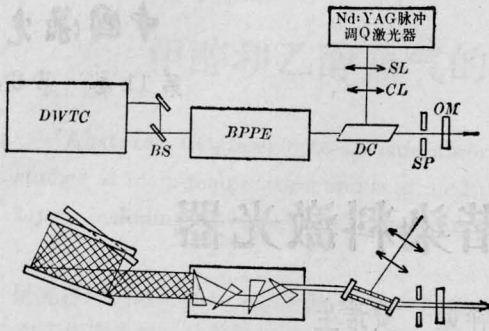 Nd:YAG脉冲
调Q激光器
SL
CL
DWTC
BS
BPPE
DC
SP
OM